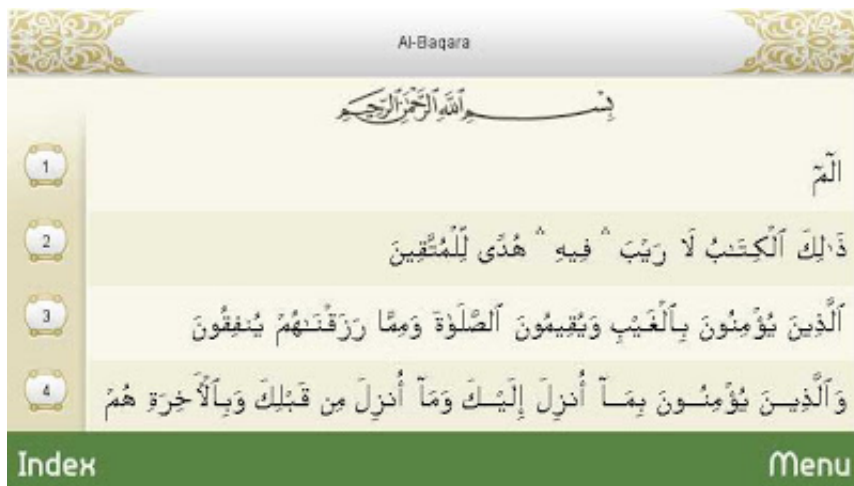 Al-Baqara
بِسْمِ ٱللَّهِ ٱلرَّحْمَٰنِ ٱلرَّحِيمِ
1 الٓمٓ
2 ذَٰلِكَ ٱلْكِتَٰبُ لَا رَيْبَ ۛ فِيهِ ۛ هُدًى لِّلْمُتَّقِينَ
3 ٱلَّذِينَ يُؤْمِنُونَ بِٱلْغَيْبِ وَيُقِيمُونَ ٱلصَّلَوٰةَ وَمِمَّا رَزَقْنَٰهُمْ يُنفِقُونَ
4 وَٱلَّذِينَ يُؤْمِنُونَ بِمَآ أُنزِلَ إِلَيْكَ وَمَآ أُنزِلَ مِن قَبْلِكَ وَبِٱلْءَاخِرَةِ هُمْ
Index Menu